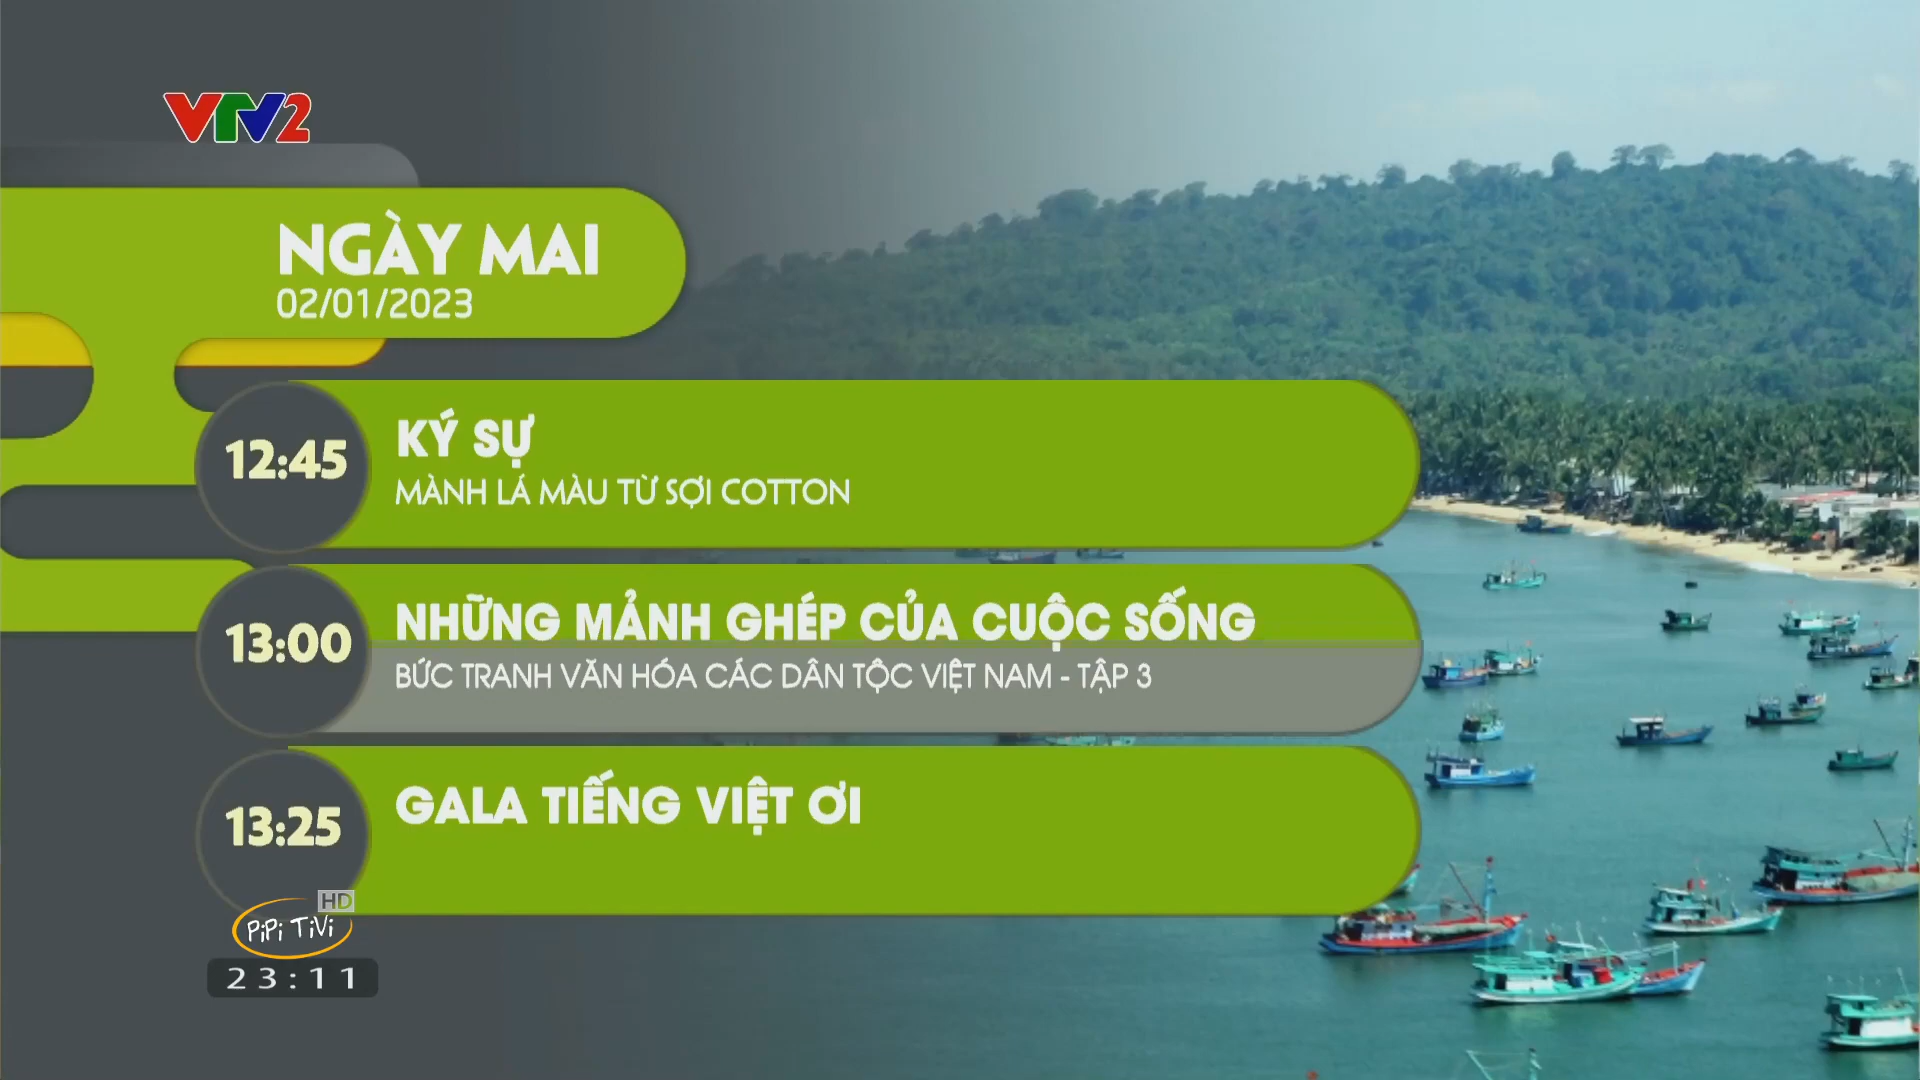 VTV2
NGÀY MAI
02/01/2023
12:45
KÝ SỰ
MÀNH LÁ MÀU TỪ SỢI COTTON
13:00
NHỮNG MẢNH GHÉP CỦA CUỘC SỐNG
BỨC TRANH VĂN HÓA CÁC DÂN TỘC VIỆT NAM - TẬP 3
13:25
GALA TIẾNG VIỆT ƠI
HD
PiPi TiVi
23:11